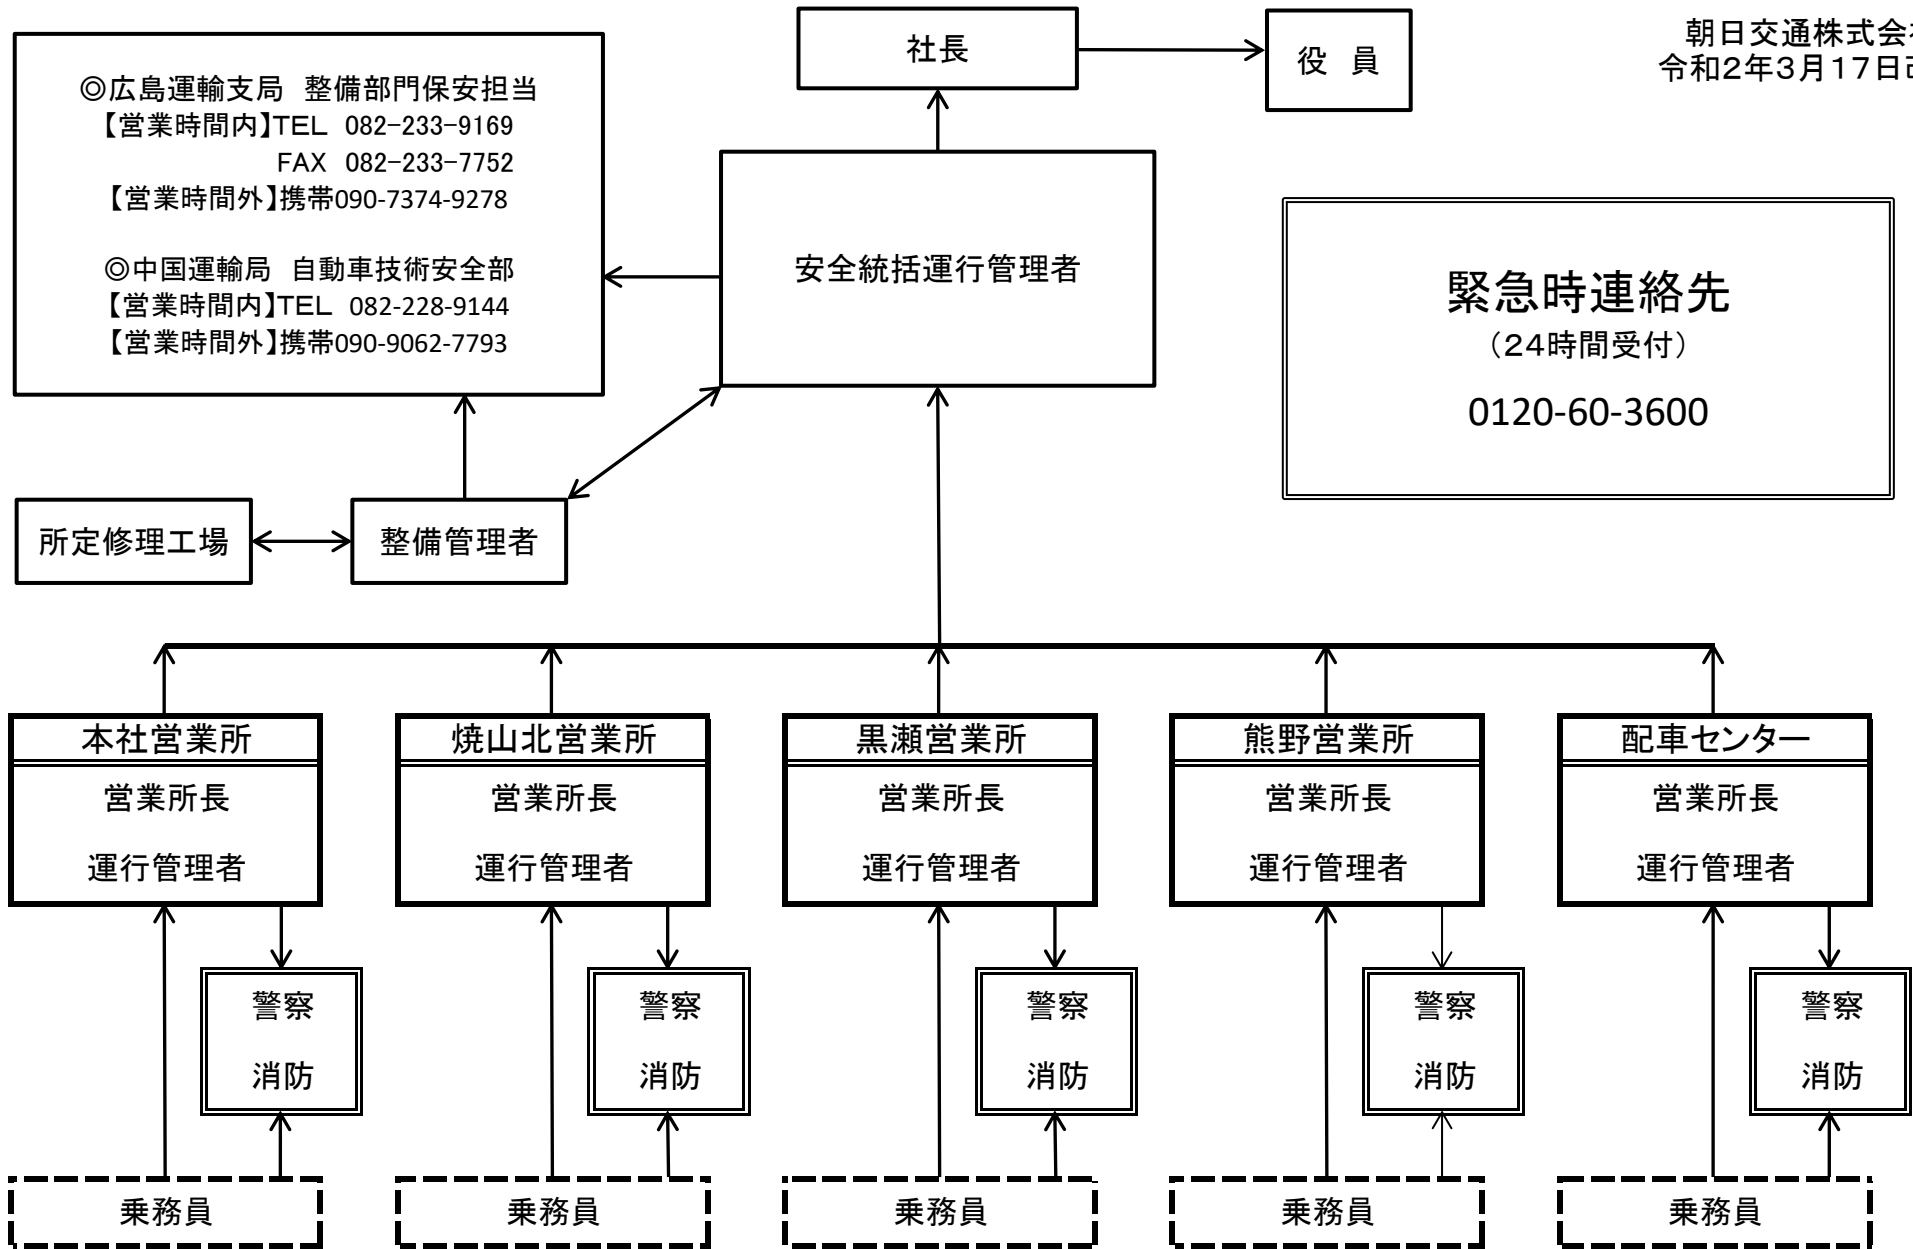 朝日交通株式会
令和2年3月17日
社長
役　員
◎広島運輸支局　整備部門保安担当
【営業時間内】TEL 082-233-9169
FAX 082-233-7752
【営業時間外】携帯090-7374-9278
◎中国運輸局　自動車技術安全部
【営業時間内】TEL 082-228-9144
【営業時間外】携帯090-9062-7793
安全統括運行管理者
緊急時連絡先
（24時間受付）
0120-60-3600
所定修理工場
整備管理者
本社営業所
営業所長
運行管理者
焼山北営業所
営業所長
運行管理者
黒瀬営業所
営業所長
運行管理者
熊野営業所
営業所長
運行管理者
配車センター
営業所長
運行管理者
警察
消防
警察
消防
警察
消防
警察
消防
警察
消防
乗務員
乗務員
乗務員
乗務員
乗務員